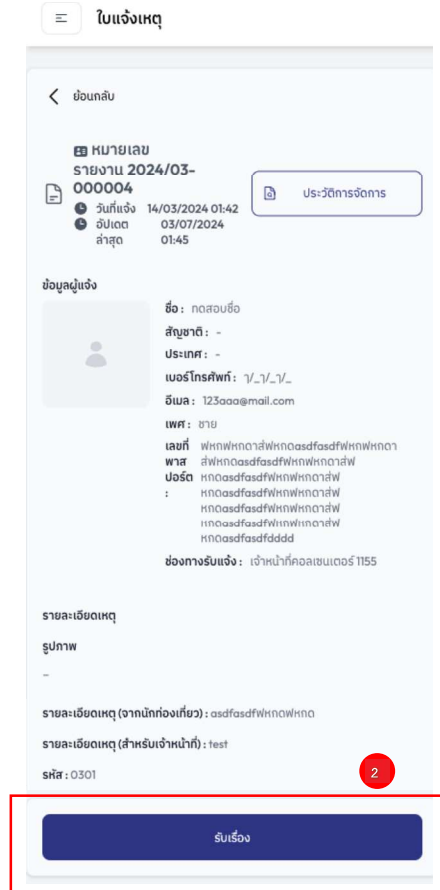 ใบแจ้งเหตุ
ย้อนกลับ
หมายเลข
รายงาน 2024/03-
000004
วันที่แจ้ง 14/03/2024 01:42
อัปเดต 03/07/2024
ล่าสุด 01:45
ประวัติการจัดการ
ข้อมูลผู้แจ้ง
ชื่อ : ทดสอบชื่อ
สัญชาติ : -
ประเทศ : -
เบอร์โทรศัพท์ : ๅ/_ๅ/_ๅ/_
อีเมล : 123aaa@mail.com
เพศ : ชาย
เลขที่ ฟหกฟหกดาส่ฟหกดasdfasdfฟหกฟหกดา
พาส ส่ฟหกดasdfasdfฟหกฟหกดาส่ฟ
ปอร์ต หกดasdfasdfฟหกฟหกดาส่ฟ
: หกดasdfasdfฟหกฟหกดาส่ฟ
หกดasdfasdfฟหกฟหกดาส่ฟ
หกดasdfasdfฟหกฟหกดาส่ฟ
หกดasdfasdfdddd
ช่องทางรับแจ้ง : เจ้าหน้าที่คอลเซนเตอร์ 1155
รายละเอียดเหตุ
รูปภาพ
-
รายละเอียดเหตุ (จากนักท่องเที่ยว) : asdfasdfฟหกดฟหกด
รายละเอียดเหตุ (สำหรับเจ้าหน้าที่) : test
รหัส : 0301
2
รับเรื่อง